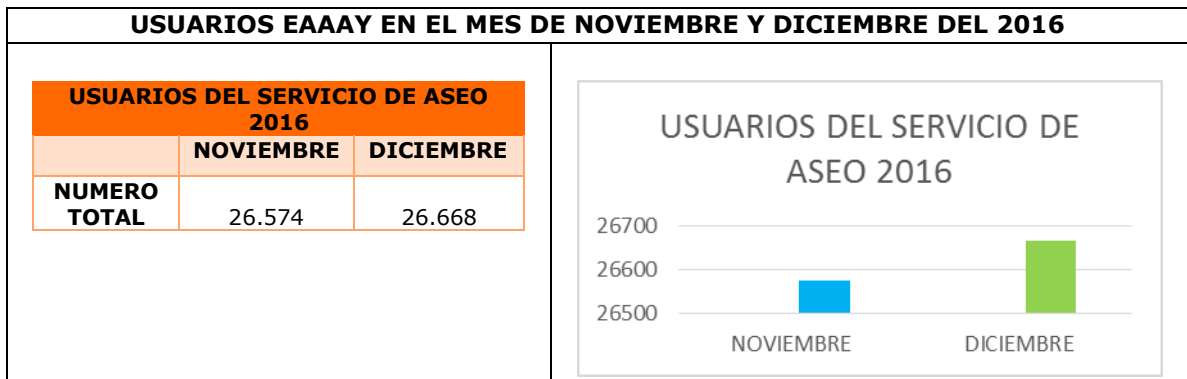 USUARIOS EAAAY EN EL MES DE NOVIEMBRE Y DICIEMBRE DEL 2016
USUARIOS DEL SERVICIO DE ASEO
2016
NOVIEMBRE DICIEMBRE
NUMERO
TOTAL 26.574 26.668
USUARIOS DEL SERVICIO DE
ASEO 2016
26700
26600
26500
NOVIEMBRE DICIEMBRE